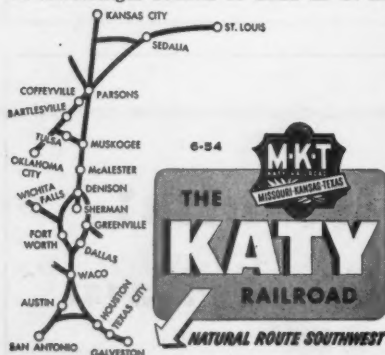 KANSAS CITY
ST. LOUIS
SEDALIA
COFFEYVILLE
PARSONS
BARTLESVILLE
TULSA
MUSKOGEE
OKLAHOMA
CITY
McALESTER
WICHITA
FALLS
DENISON
SHERMAN
GREENVILLE
FORT
WORTH
DALLAS
WACO
AUSTIN
HOUSTON
TEXAS CITY
SAN ANTONIO
GALVESTON
6-54
M-K-T
MISSOURI-KANSAS-TEXAS
THE
KATY
RAILROAD
NATURAL ROUTE SOUTHWEST